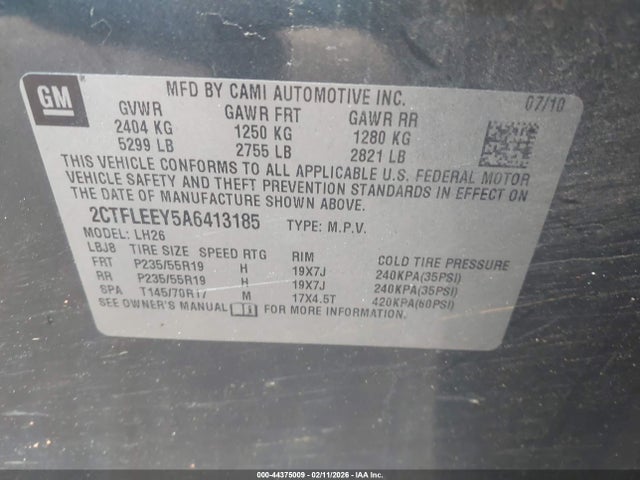 GM
MFD BY CAMI AUTOMOTIVE INC. 07/10
GVWR GAWR FRT GAWR RR
2404 KG 1250 KG 1280 KG
5299 LB 2755 LB 2821 LB
THIS VEHICLE CONFORMS TO ALL APPLICABLE U.S. FEDERAL MOTOR
VEHICLE SAFETY AND THEFT PREVENTION STANDARDS IN EFFECT ON
THE DATE OF MANUFACTURE SHOWN ABOVE.
2CTFLEEY5A6413185 TYPE: M.P.V.
MODEL: LH26
LBJ8 TIRE SIZE SPEED RTG RIM COLD TIRE PRESSURE
FRT P235/55R19 H 19X7J 240KPA(35PSI)
RR P235/55R19 H 19X7J 240KPA(35PSI)
SPA T145/70R17 M 17X4.5T 420KPA(60PSI)
SEE OWNER'S MANUAL FOR MORE INFORMATION.
000-44375009 - 02/11/2026 - IAA Inc.